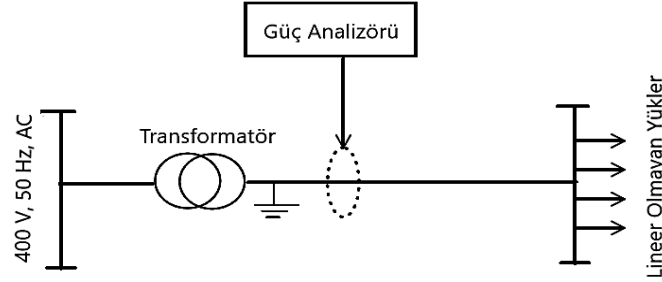 Güç Analizörü
Transformatör
400 V, 50 Hz, AC
Lineer Olmayan Yükler